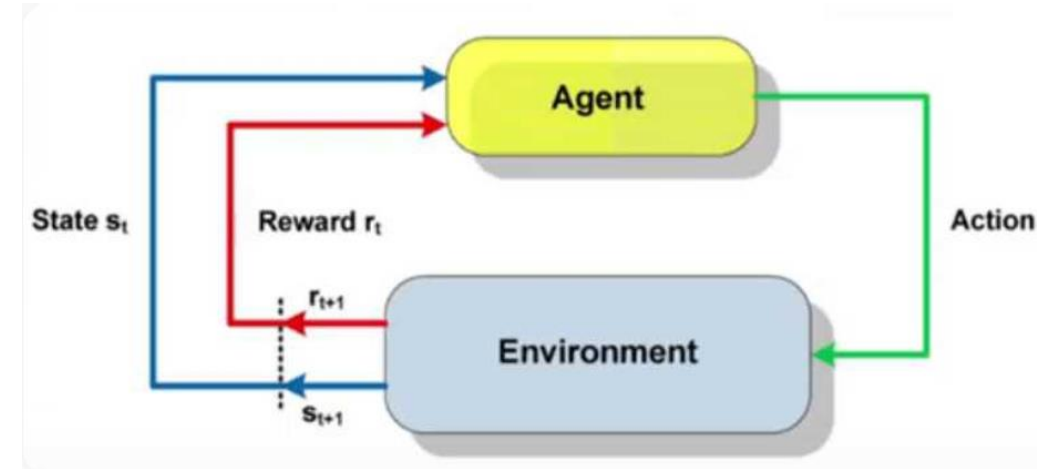 Agent
State sₜ
Reward rₜ
Action
rₜ₊₁
Environment
sₜ₊₁